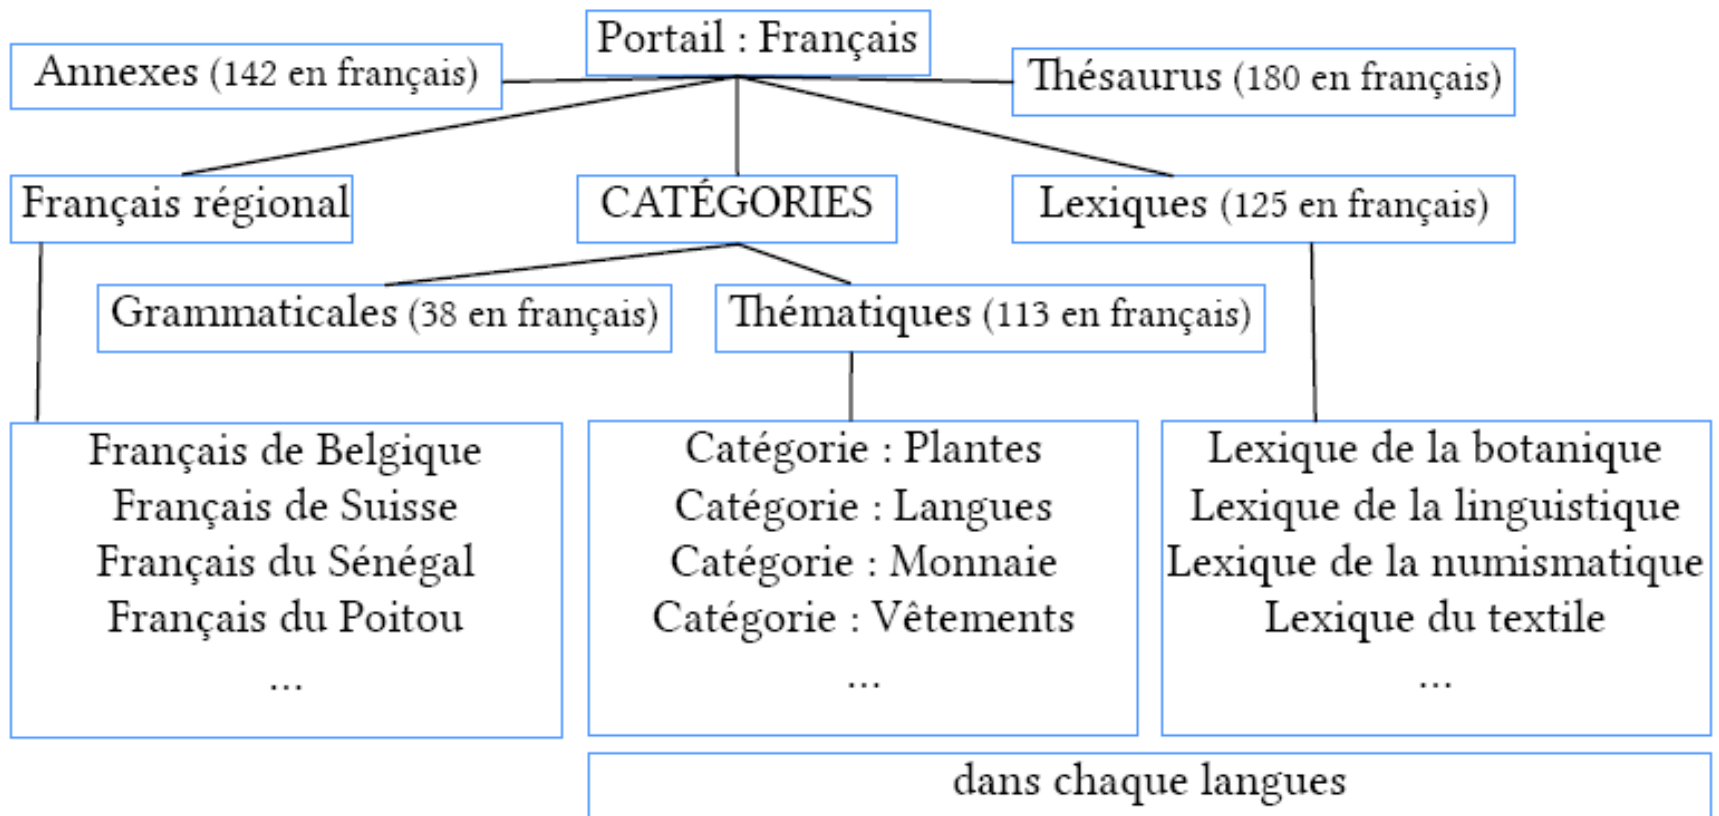 Portail : Français
Annexes (142 en français)
Thésaurus (180 en français)
Français régional
CATÉGORIES
Lexiques (125 en français)
Grammaticales (38 en français)
Thématiques (113 en français)
Français de Belgique
Français de Suisse
Français du Sénégal
Français du Poitou
...
Catégorie : Plantes
Catégorie : Langues
Catégorie : Monnaie
Catégorie : Vêtements
...
Lexique de la botanique
Lexique de la linguistique
Lexique de la numismatique
Lexique du textile
...
dans chaque langues